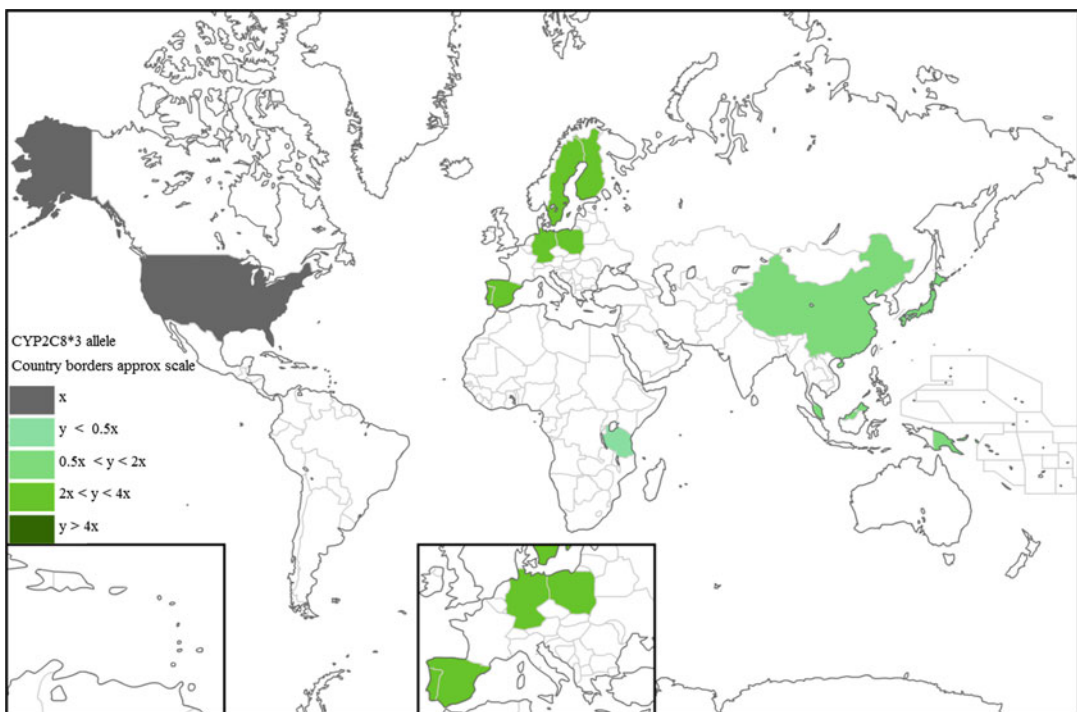 CYP2C8*3 allele
Country borders approx scale
x
y < 0.5x
0.5x < y < 2x
2x < y < 4x
y > 4x